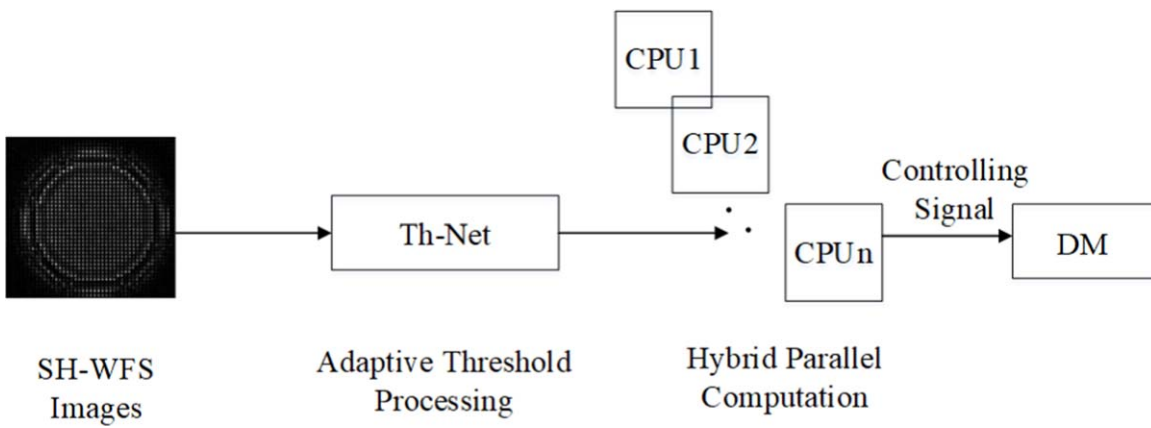 CPU1
CPU2
CPUn
Controlling
Signal
Th-Net
DM
SH-WFS
Images
Adaptive Threshold
Processing
Hybrid Parallel
Computation